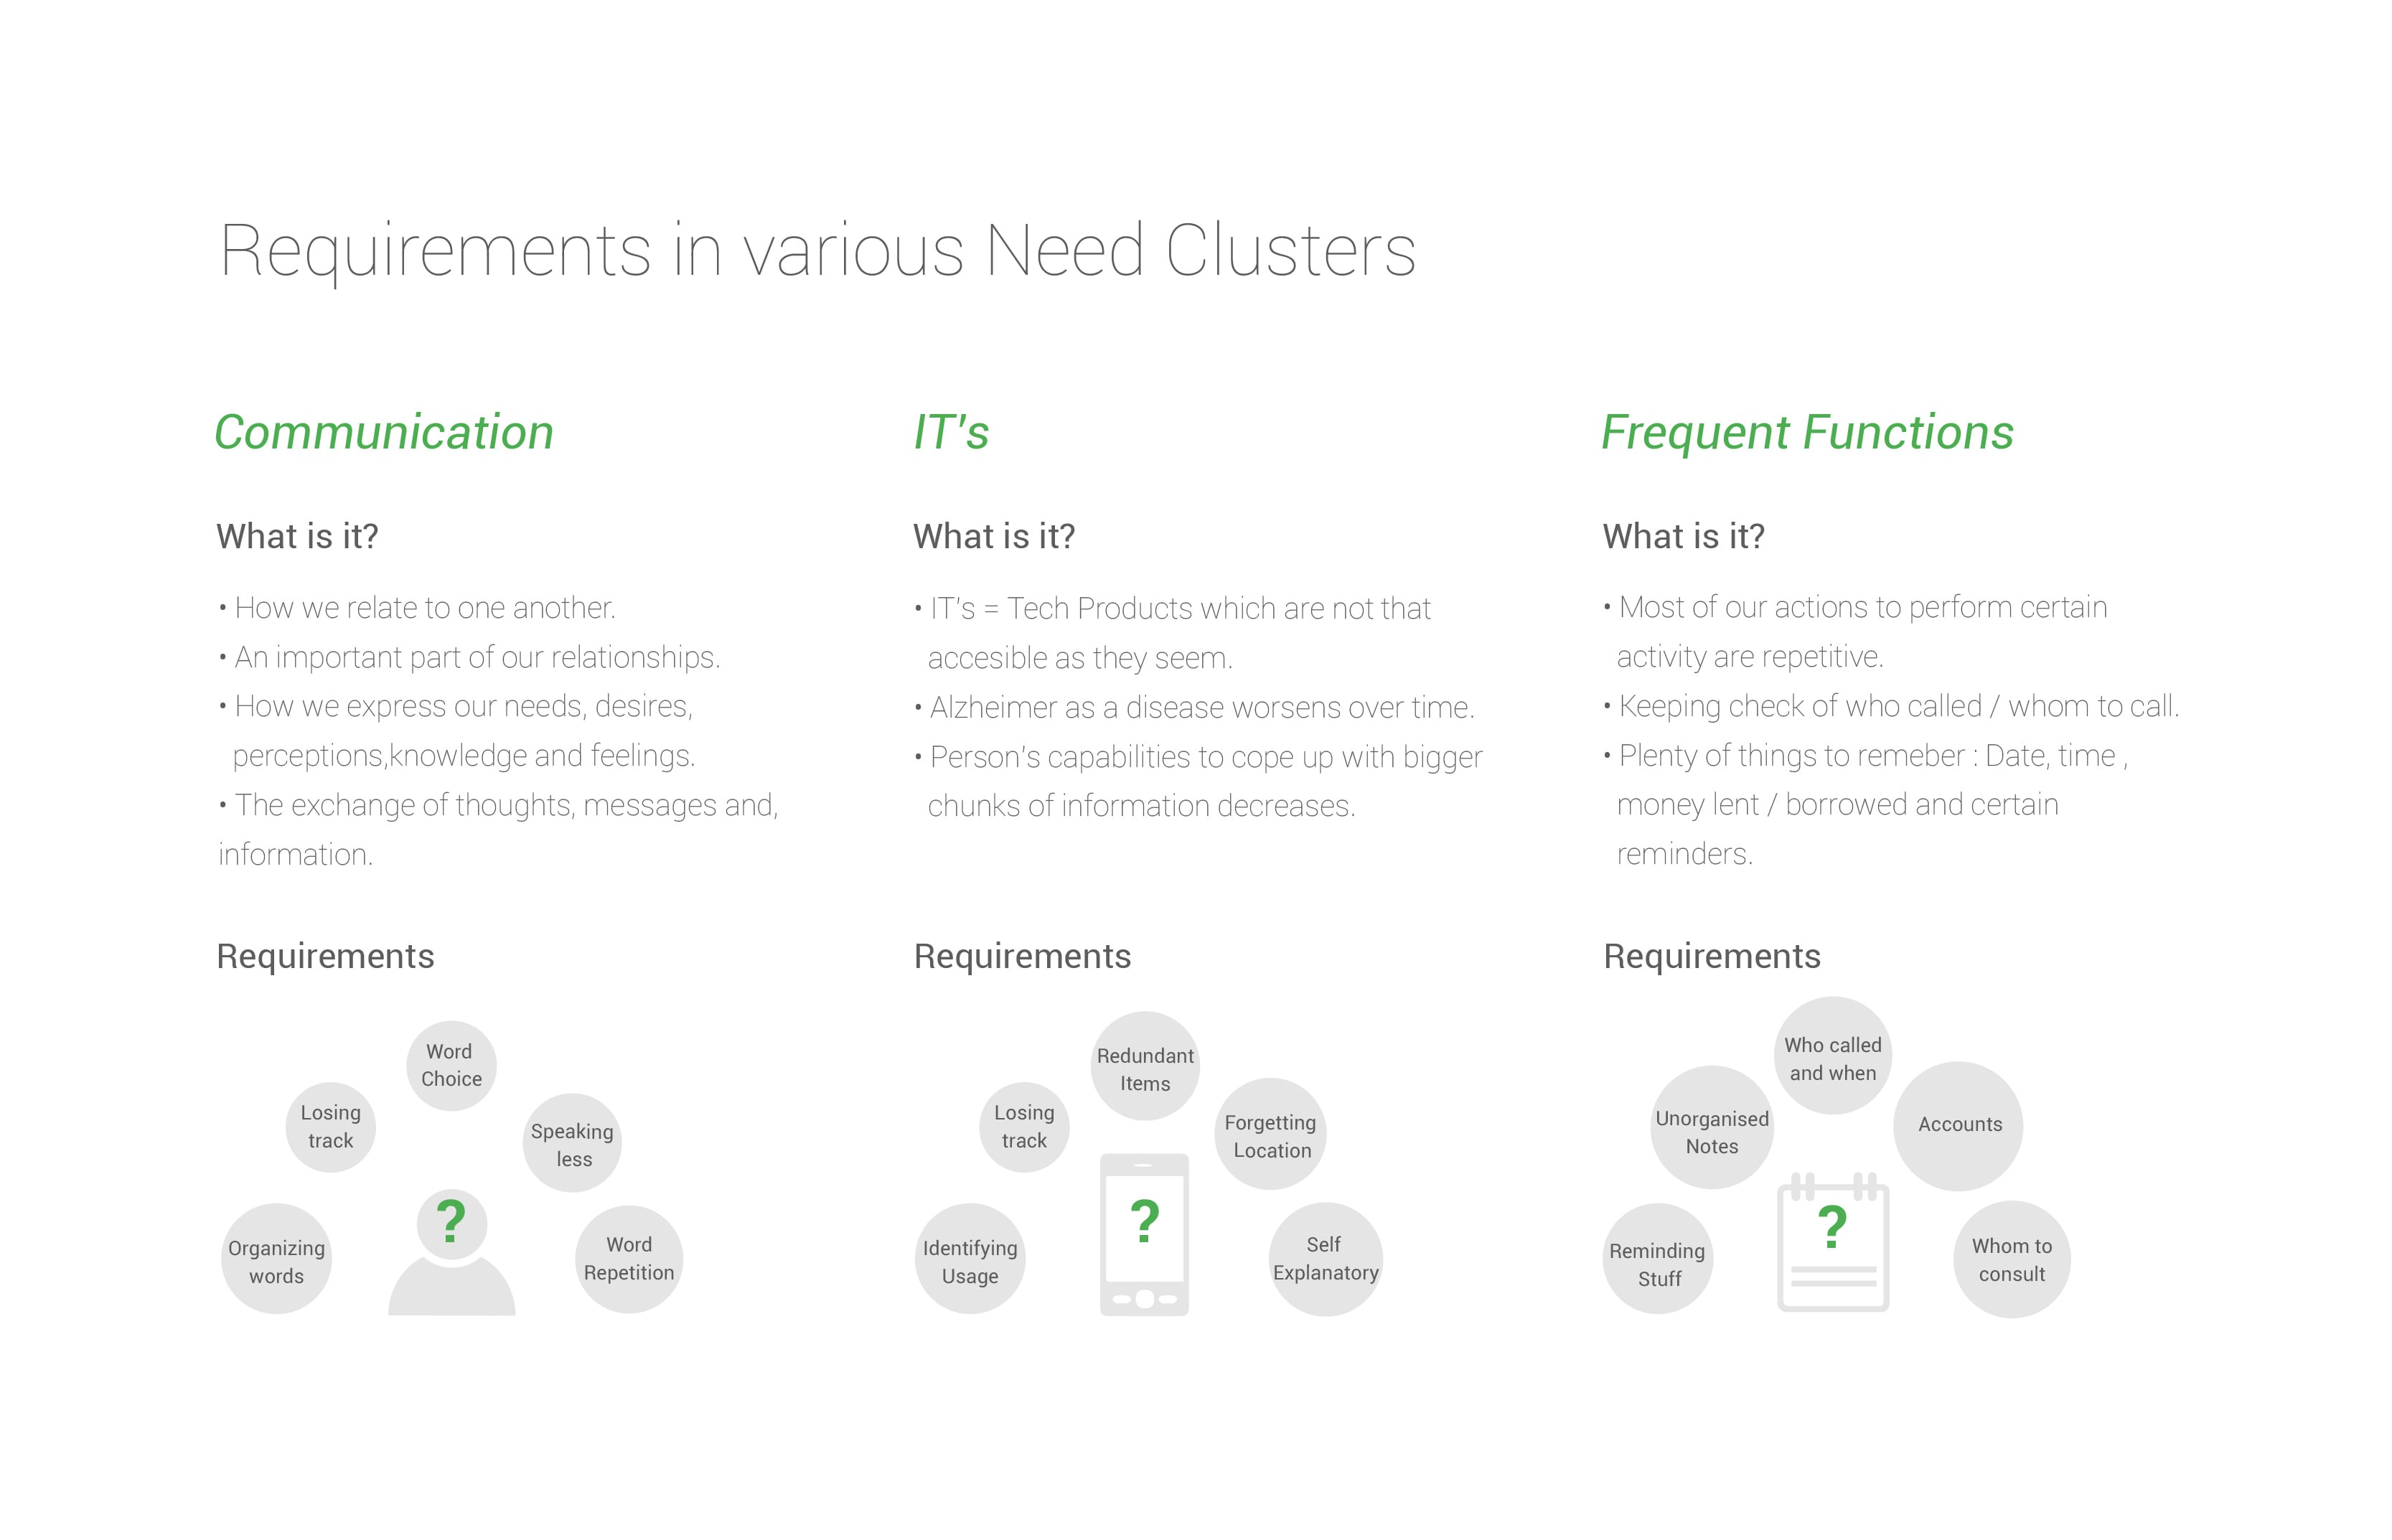 Requirements in various Need Clusters
Communication
What is it?
• How we relate to one another.
• An important part of our relationships.
• How we express our needs, desires,
perceptions,knowledge and feelings.
• The exchange of thoughts, messages and,
information.
Requirements
Word
Choice
Losing
track
Speaking
less
?
Organizing
words
Word
Repetition
IT's
What is it?
• IT's = Tech Products which are not that
accesible as they seem.
• Alzheimer as a disease worsens over time.
• Person's capabilities to cope up with bigger
chunks of information decreases.
Requirements
Redundant
Items
Losing
track
Forgetting
Location
?
Identifying
Usage
Self
Explanatory
Frequent Functions
What is it?
• Most of our actions to perform certain
activity are repetitive.
• Keeping check of who called / whom to call.
• Plenty of things to remeber : Date, time ,
money lent / borrowed and certain
reminders.
Requirements
Who called
and when
Unorganised
Notes
Accounts
?
Reminding
Stuff
Whom to
consult